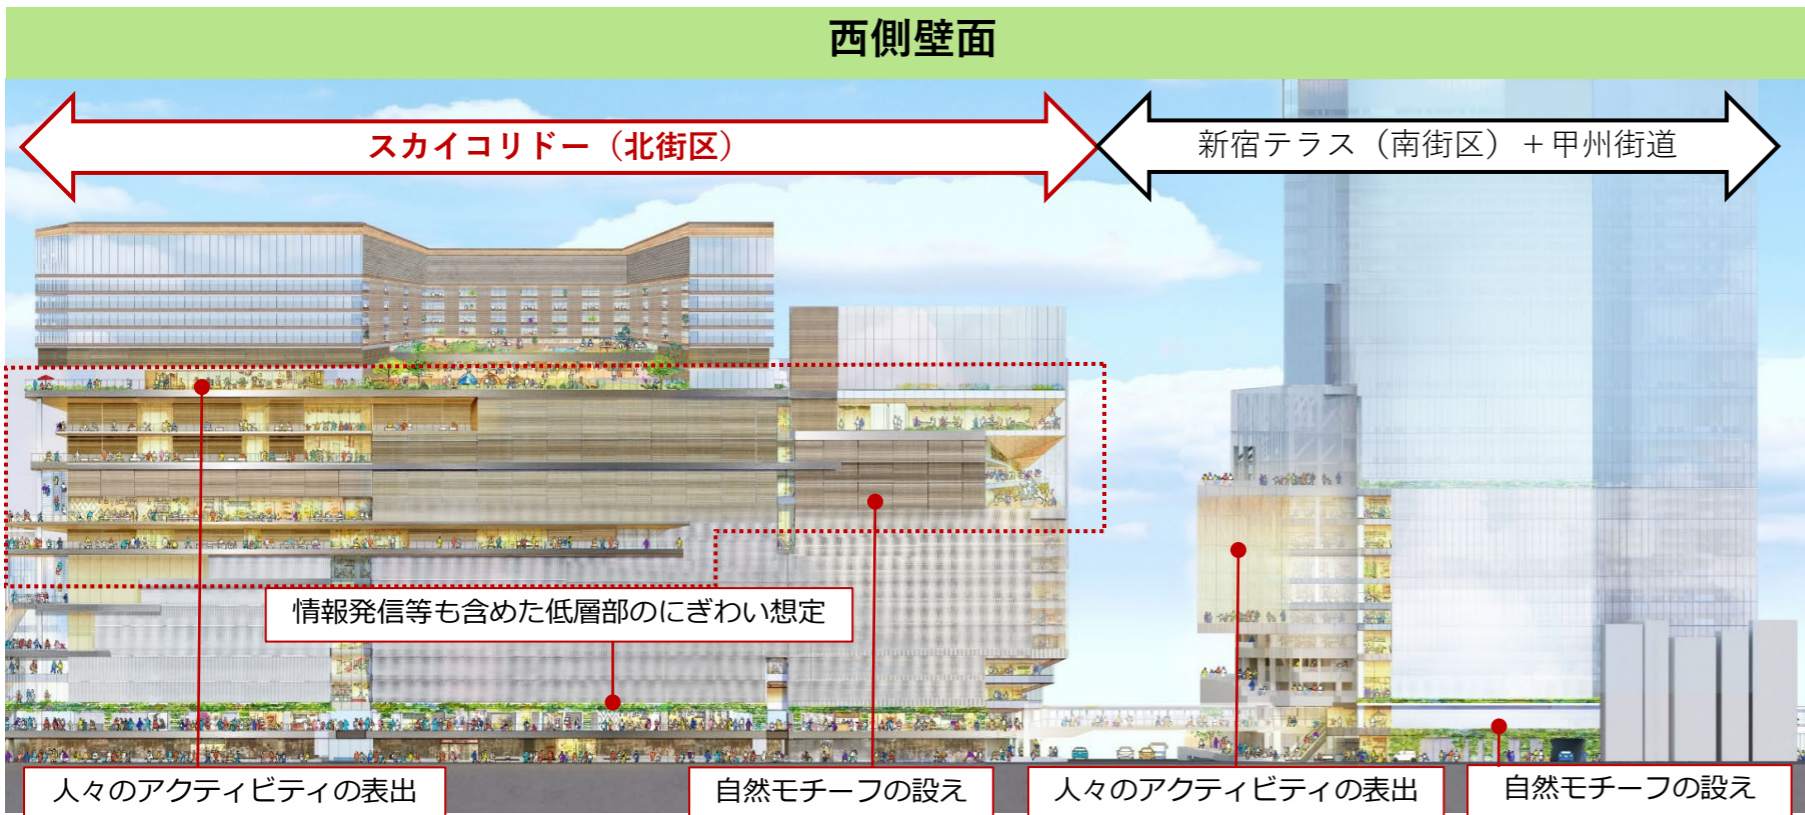 西側壁面
スカイコリドー（北街区）
新宿テラス（南街区）＋甲州街道
情報発信等も含めた低層部のにぎわい想定
人々のアクティビティの表出
自然モチーフの設え
人々のアクティビティの表出
自然モチーフの設え